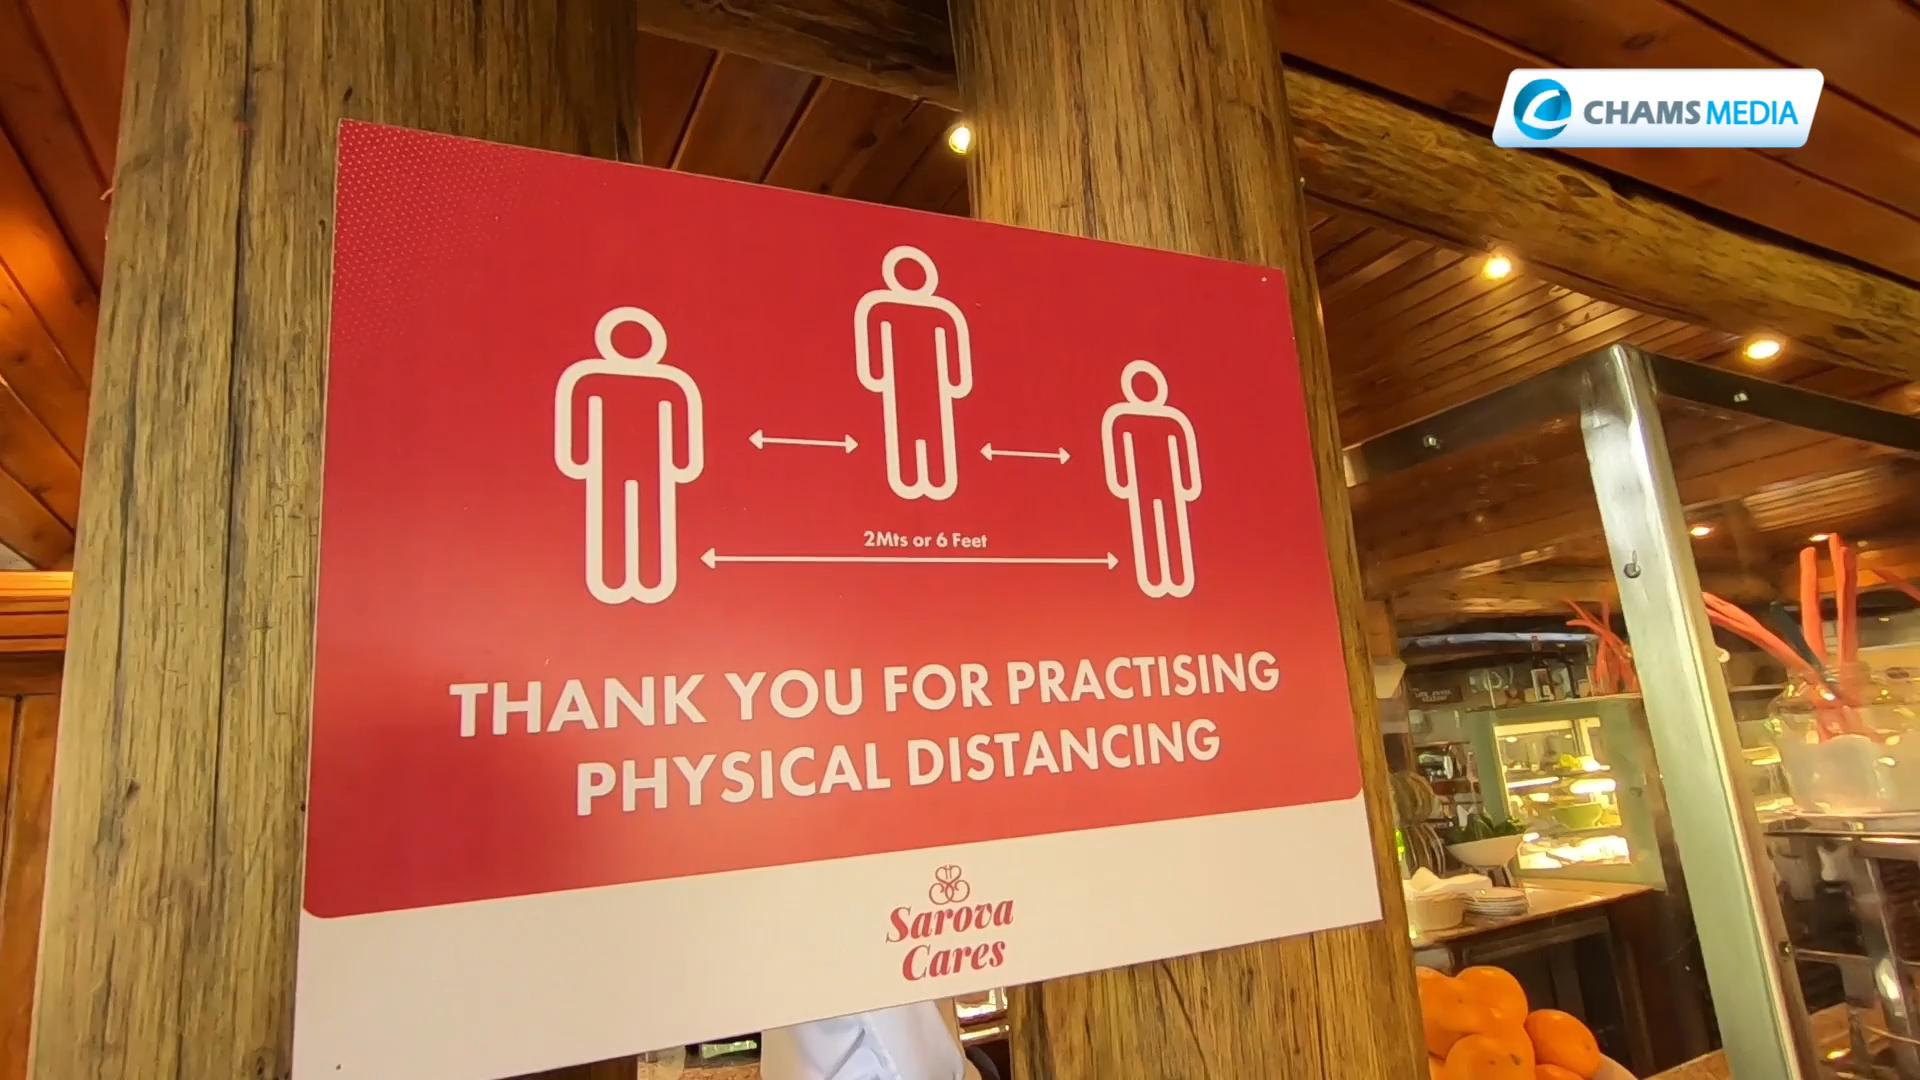 CHAMS MEDIA
2Mts or 6 Feet
THANK YOU FOR PRACTISING
PHYSICAL DISTANCING
Sarova
Cares